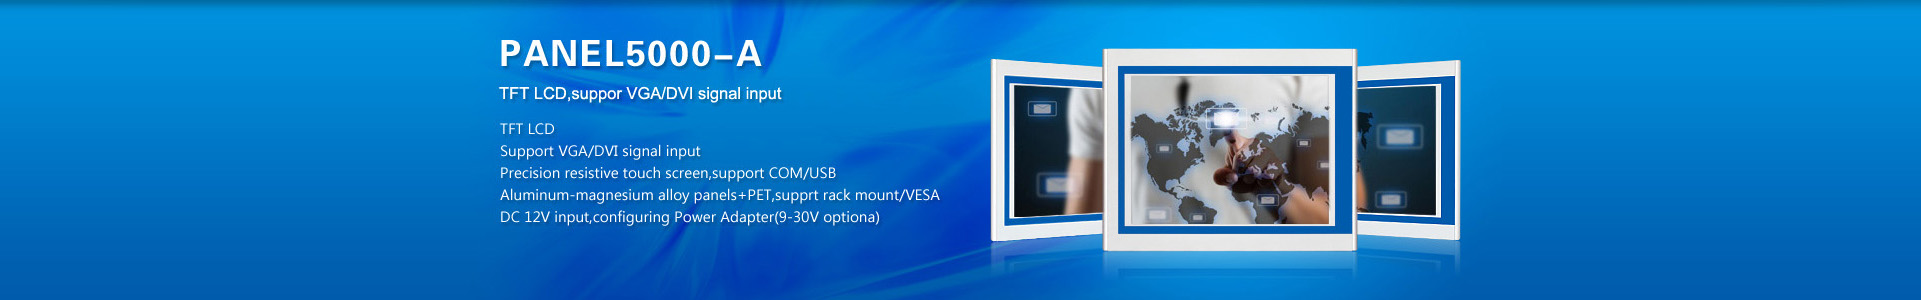 PANEL5000-A
TFT LCD,suppor VGA/DVI signal input
TFT LCD
Support VGA/DVI signal input
Precision resistive touch screen,support COM/USB
Aluminum-magnesium alloy panels+PET,supprt rack mount/VESA
DC 12V input,configuring Power Adapter(9-30V optiona)